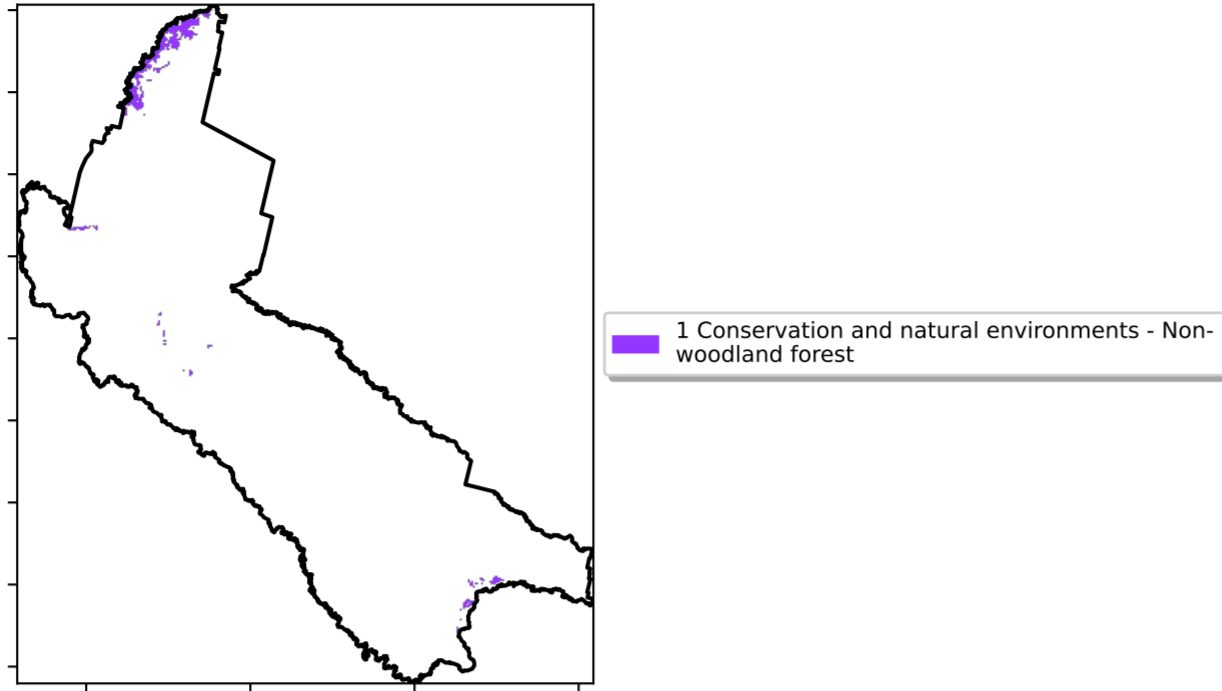 1 Conservation and natural environments - Non-
woodland forest